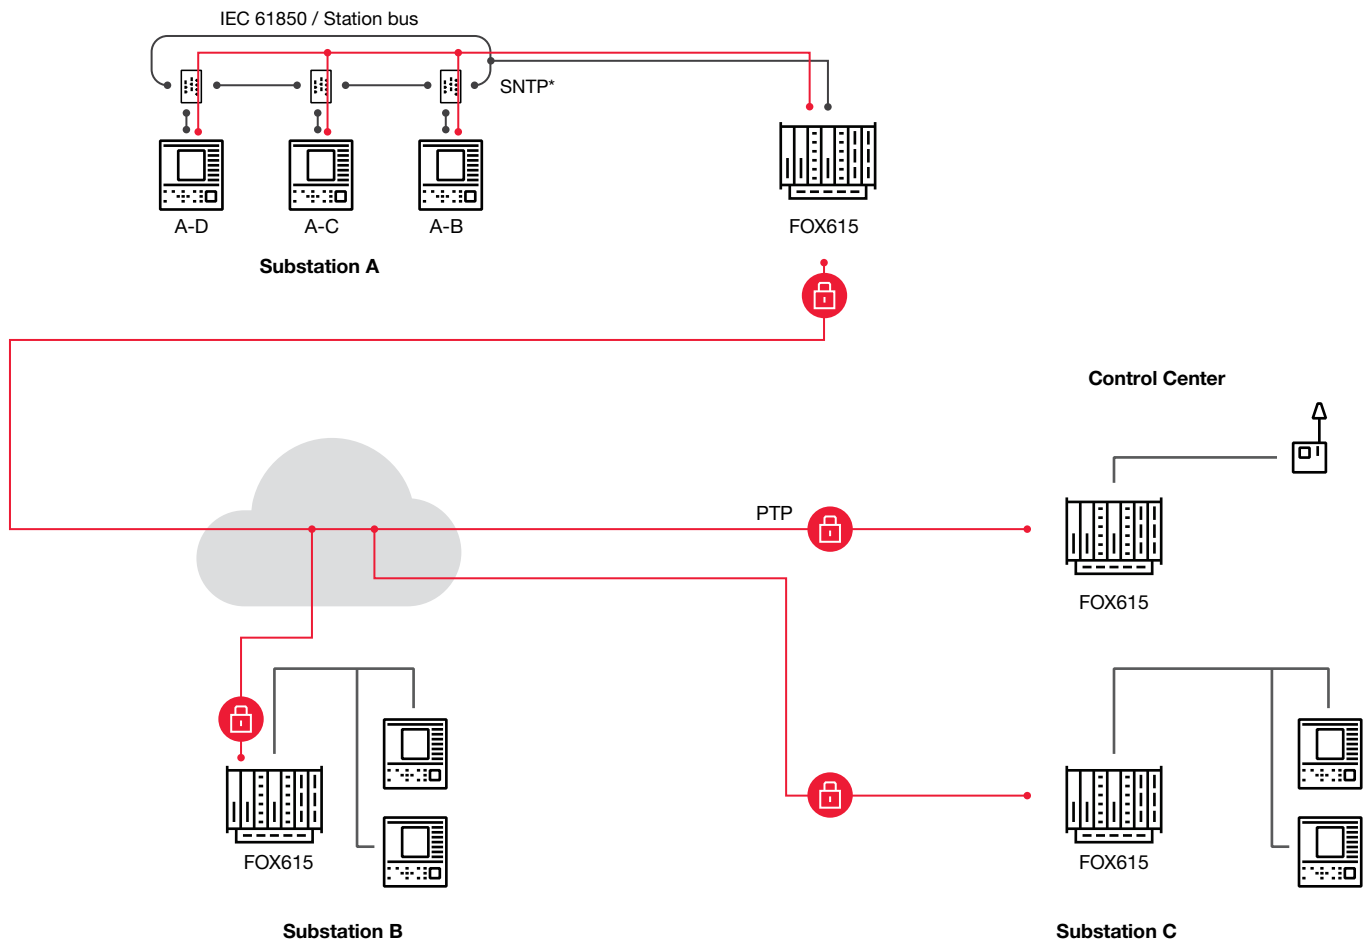 IEC 61850 / Station bus
SNTP*
A-D
A-C
A-B
FOX615
Substation A
Control Center
PTP
FOX615
FOX615
FOX615
Substation B
Substation C